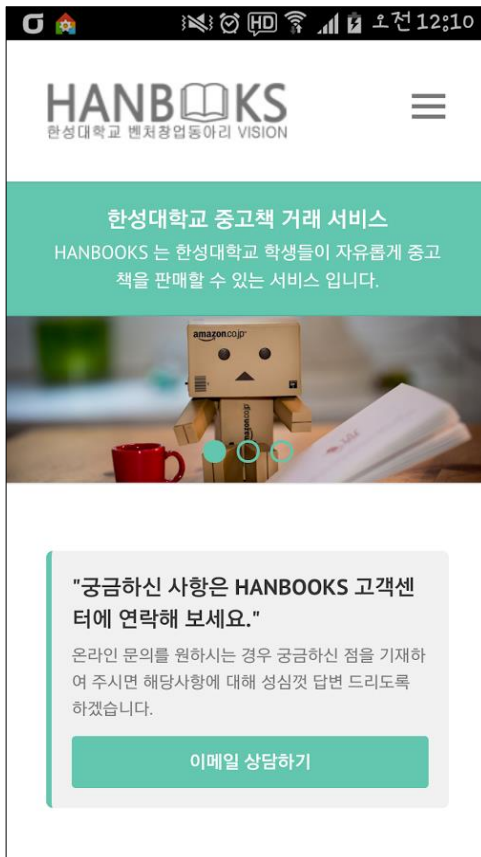 HD
오전 12:10
HANBOOKS
한성대학교 벤처창업동아리 VISION
한성대학교 중고책 거래 서비스
HANBOOKS 는 한성대학교 학생들이 자유롭게 중고
책을 판매할 수 있는 서비스 입니다.
amazon.co.jp
"궁금하신 사항은 HANBOOKS 고객센
터에 연락해 보세요."
온라인 문의를 원하시는 경우 궁금하신 점을 기재하
여 주시면 해당사항에 대해 성심껏 답변 드리도록
하겠습니다.
이메일 상담하기